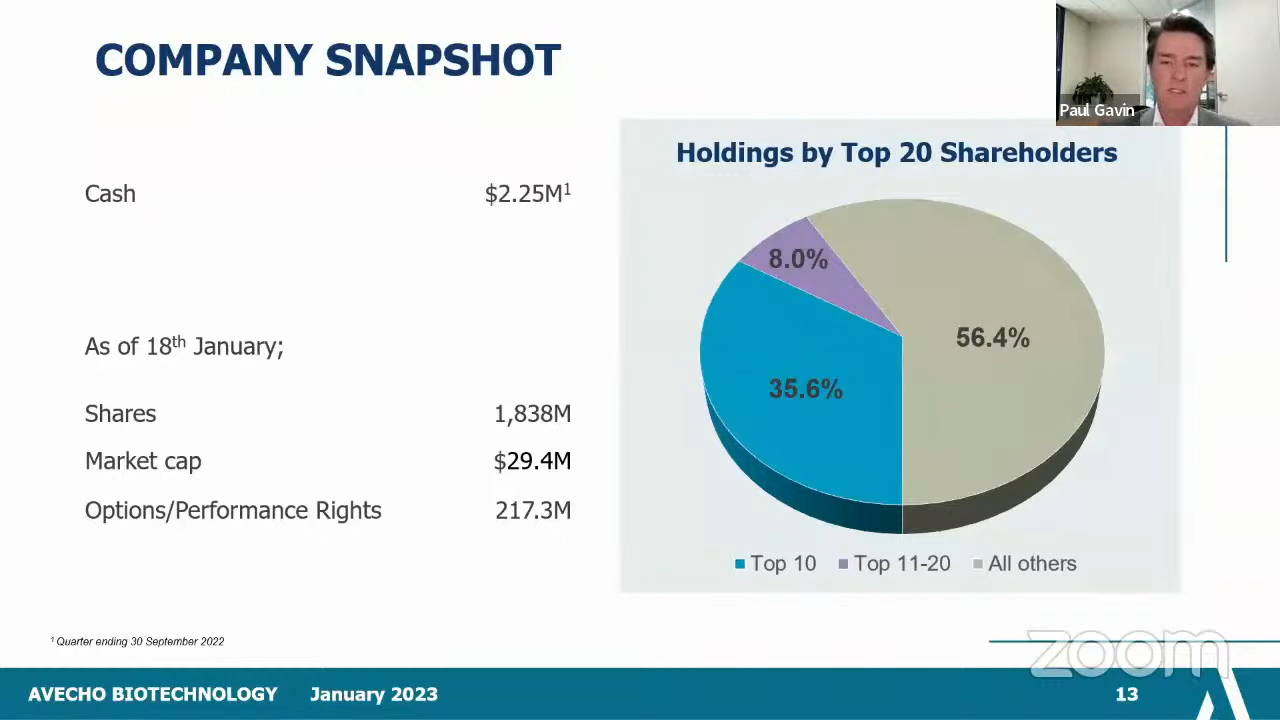 COMPANY SNAPSHOT
Paul Gavin
Cash $2.25M¹
As of 18th January;
Shares 1,838M
Market cap $29.4M
Options/Performance Rights 217.3M
Holdings by Top 20 Shareholders
8.0%
56.4%
35.6%
Top 10 Top 11-20 All others
¹ Quarter ending 30 September 2022
zoom
AVECHO BIOTECHNOLOGY January 2023 13